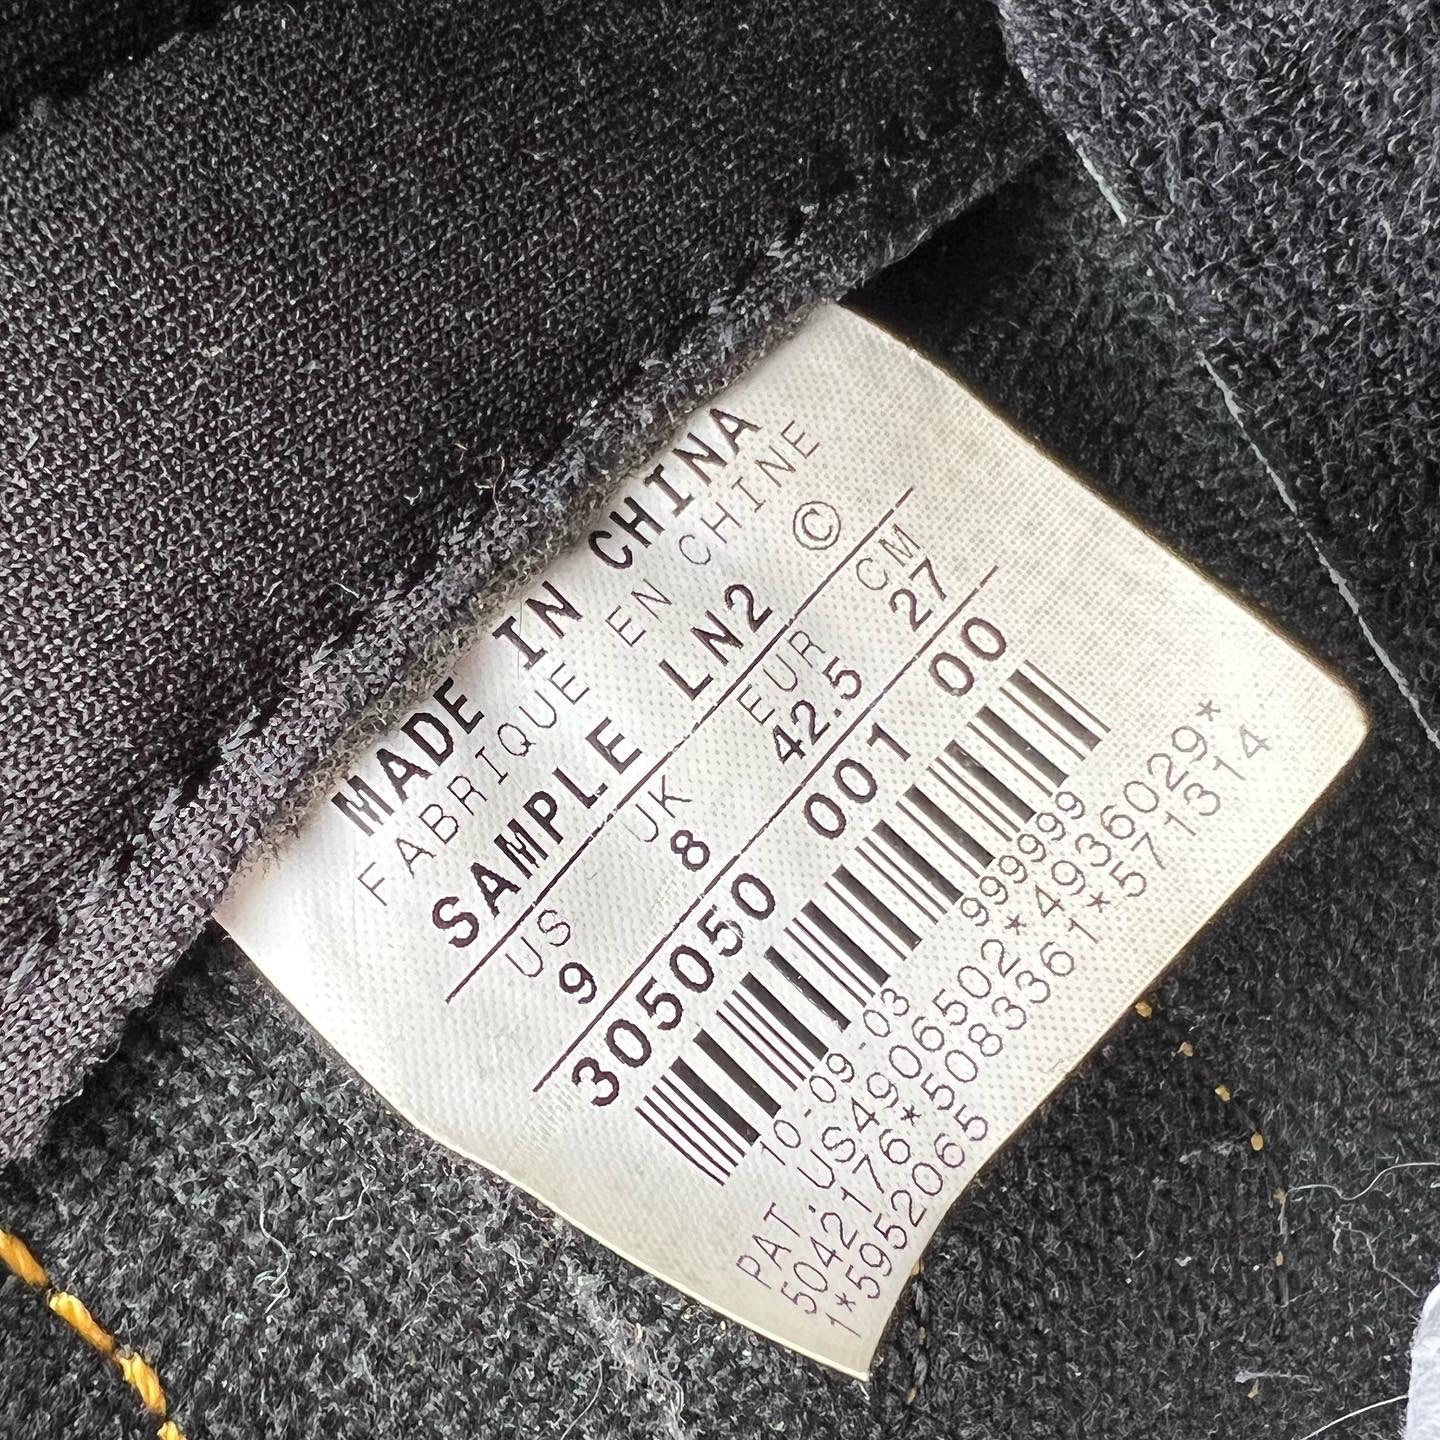 MADE IN CHINA
FABRIQUE EN CHINE
SAMPLE LN2 ©
US UK EUR CM
9 8 42.5 27
305050 001 00
10-09-03 9999999
PAT. US4906502*4936029*
5042176*5083361*571314
1*5952065